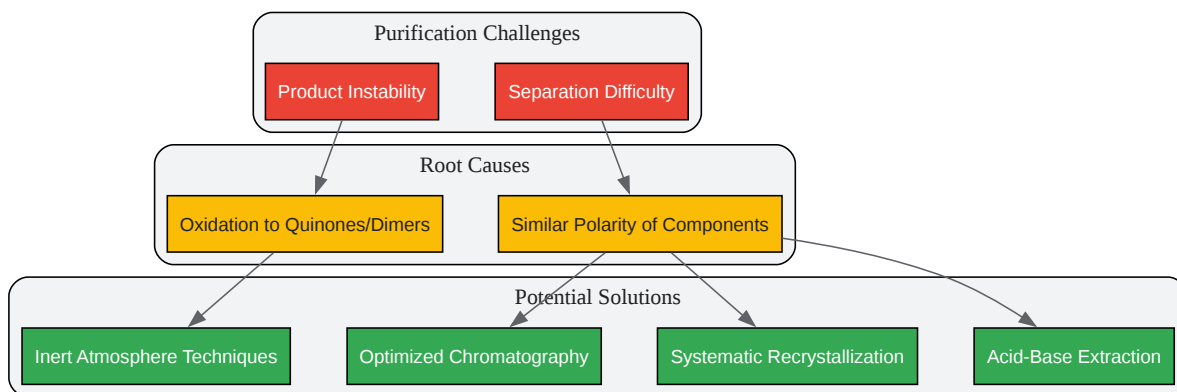 Purification Challenges
Product Instability
Separation Difficulty
Root Causes
Oxidation to Quinones/Dimers
Similar Polarity of Components
Potential Solutions
Inert Atmosphere Techniques
Optimized Chromatography
Systematic Recrystallization
Acid-Base Extraction